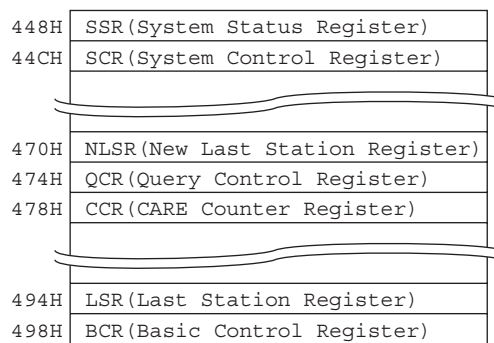 448H SSR(System Status Register)
44CH SCR(System Control Register)
470H NLSR(New Last Station Register)
474H QCR(Query Control Register)
478H CCR(CARE Counter Register)
494H LSR(Last Station Register)
498H BCR(Basic Control Register)